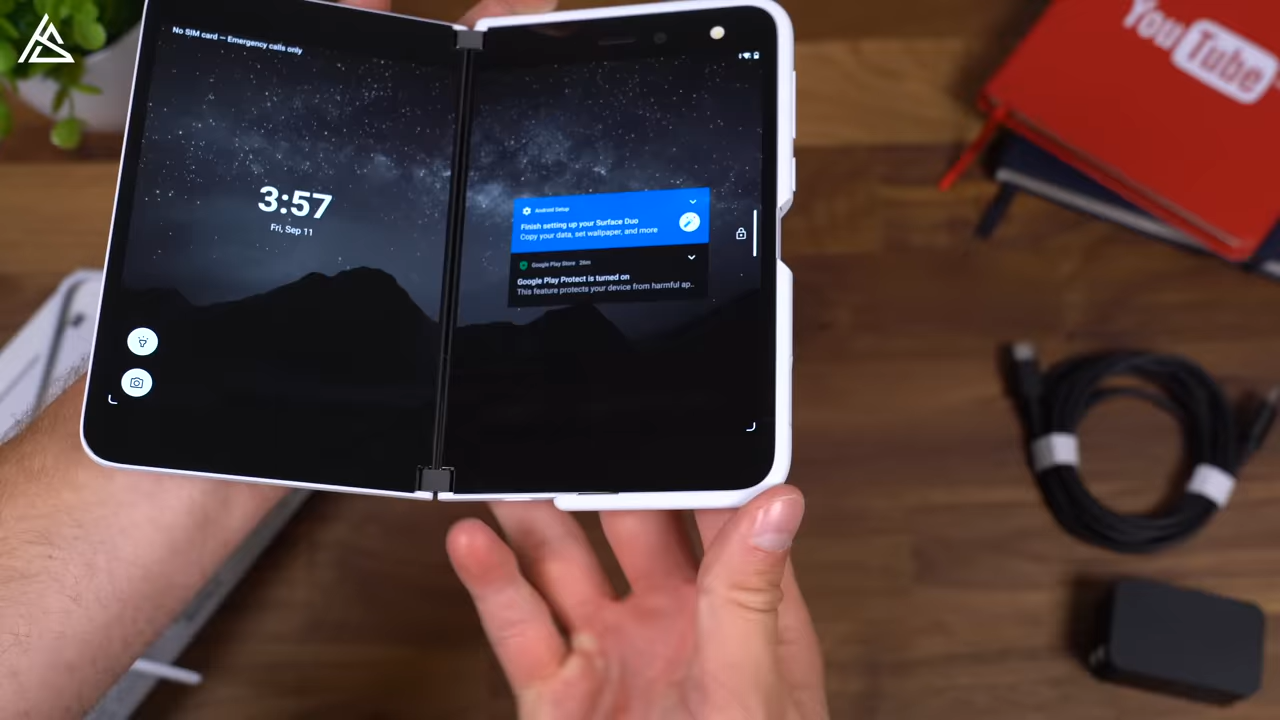 No SIM card — Emergency calls only
3:57
Fri, Sep 11
Android Setup
Finish setting up your Surface Duo
Copy your data, set wallpaper, and more
Google Play Store 26m
Google Play Protect is turned on
This feature protects your device from harmful ap..
YouTube